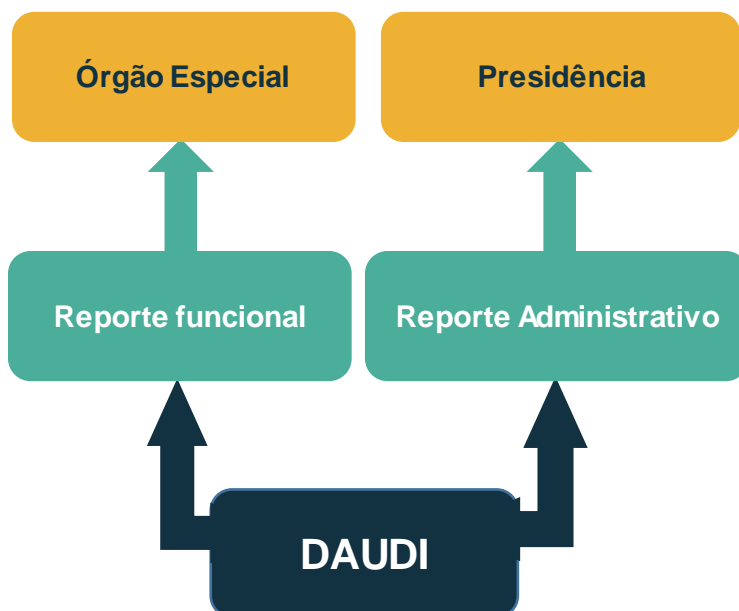 Órgão Especial
Presidência
Reporte funcional
Reporte Administrativo
DAUDI